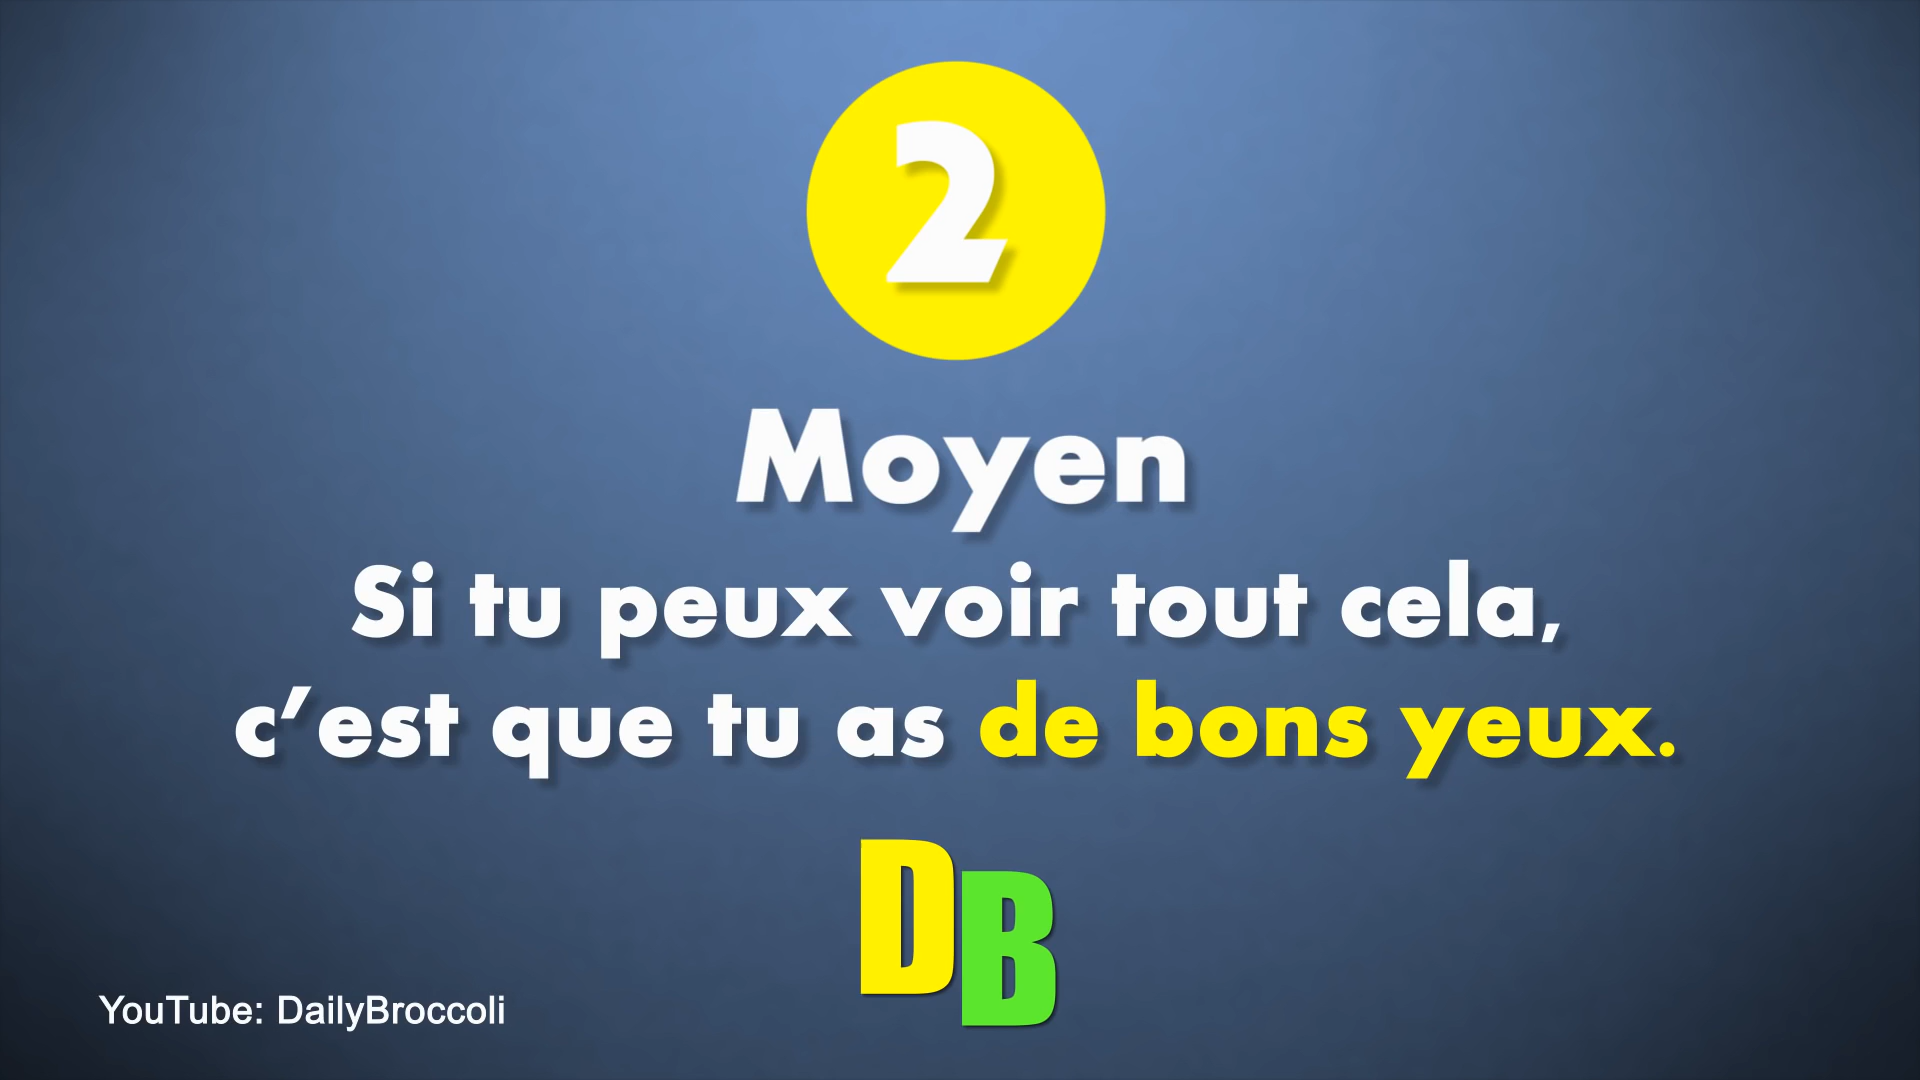 2
Moyen
Si tu peux voir tout cela,
c’est que tu as de bons yeux.
DB
YouTube: DailyBroccoli